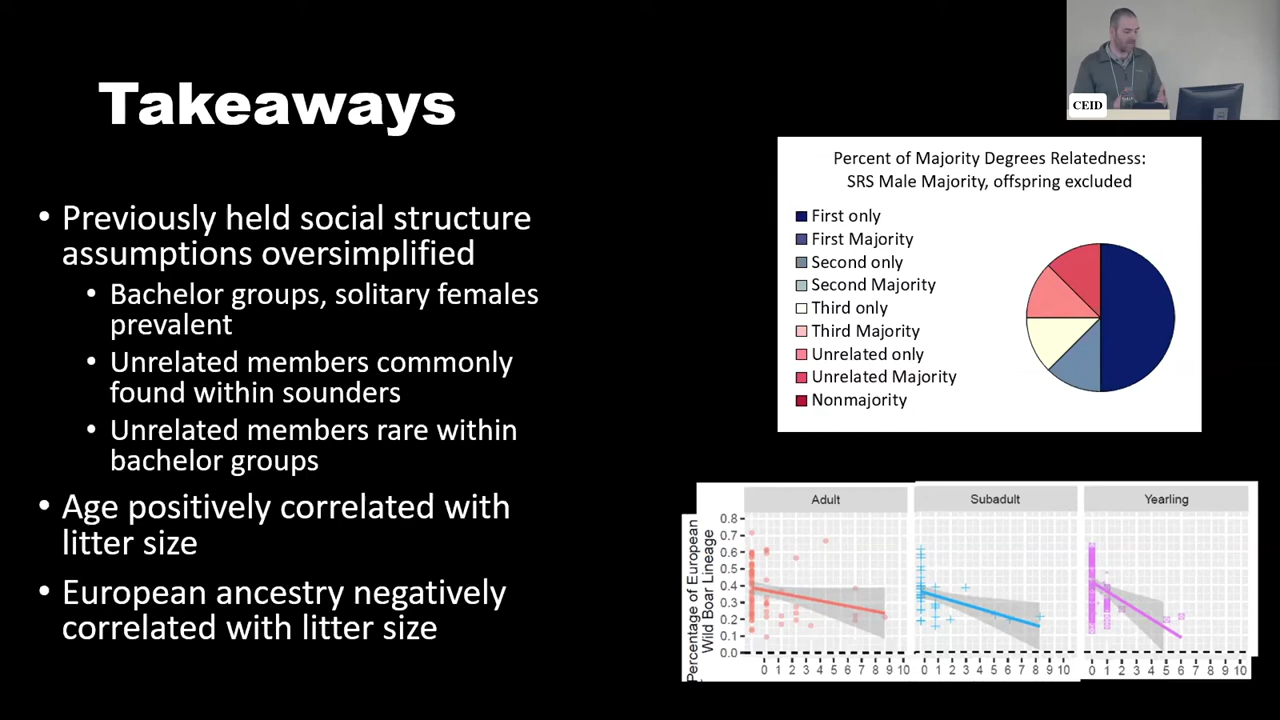 CEID
Takeaways
• Previously held social structure
assumptions oversimplified
• Bachelor groups, solitary females
prevalent
• Unrelated members commonly
found within sounders
• Unrelated members rare within
bachelor groups
• Age positively correlated with
litter size
• European ancestry negatively
correlated with litter size
Percent of Majority Degrees Relatedness:
SRS Male Majority, offspring excluded
First only
First Majority
Second only
Second Majority
Third only
Third Majority
Unrelated only
Unrelated Majority
Nonmajority
Percentage of European
Wild Boar Lineage
Adult Subadult Yearling
0.8
0.7
0.6
0.5
0.4
0.3
0.2
0.1
0.0
0 1 2 3 4 5 6 7 8 9 10 0 1 2 3 4 5 6 7 8 9 10 0 1 2 3 4 5 6 7 8 9 10